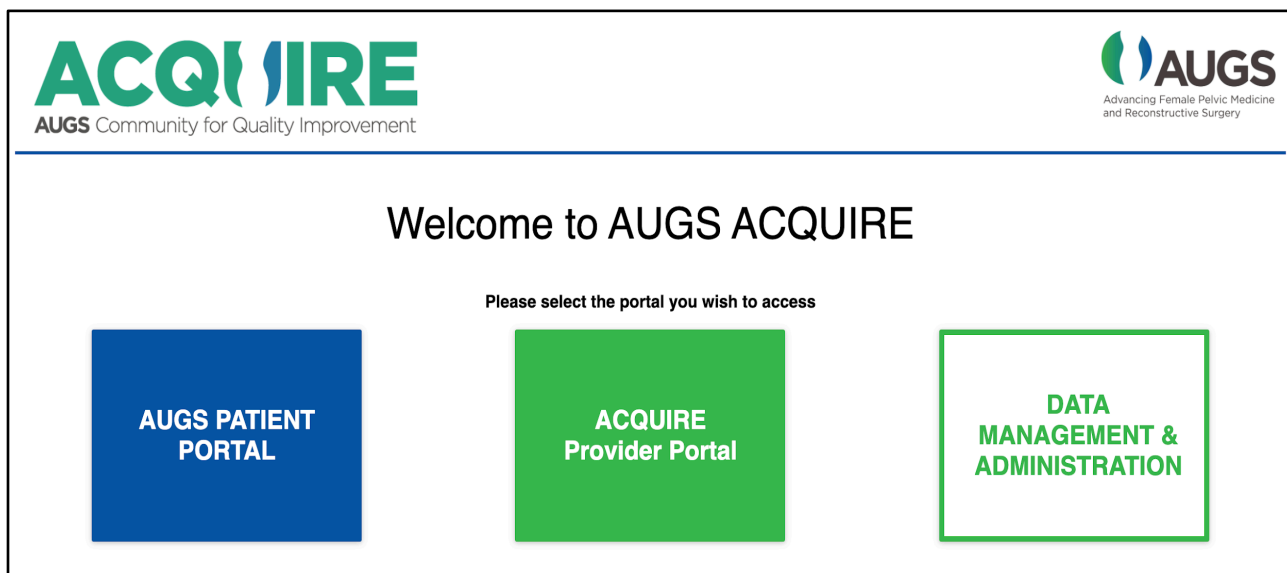 ACQUIRE
AUGS Community for Quality Improvement
AUGS
Advancing Female Pelvic Medicine
and Reconstructive Surgery
Welcome to AUGS ACQUIRE
Please select the portal you wish to access
AUGS PATIENT
PORTAL
ACQUIRE
Provider Portal
DATA
MANAGEMENT &
ADMINISTRATION